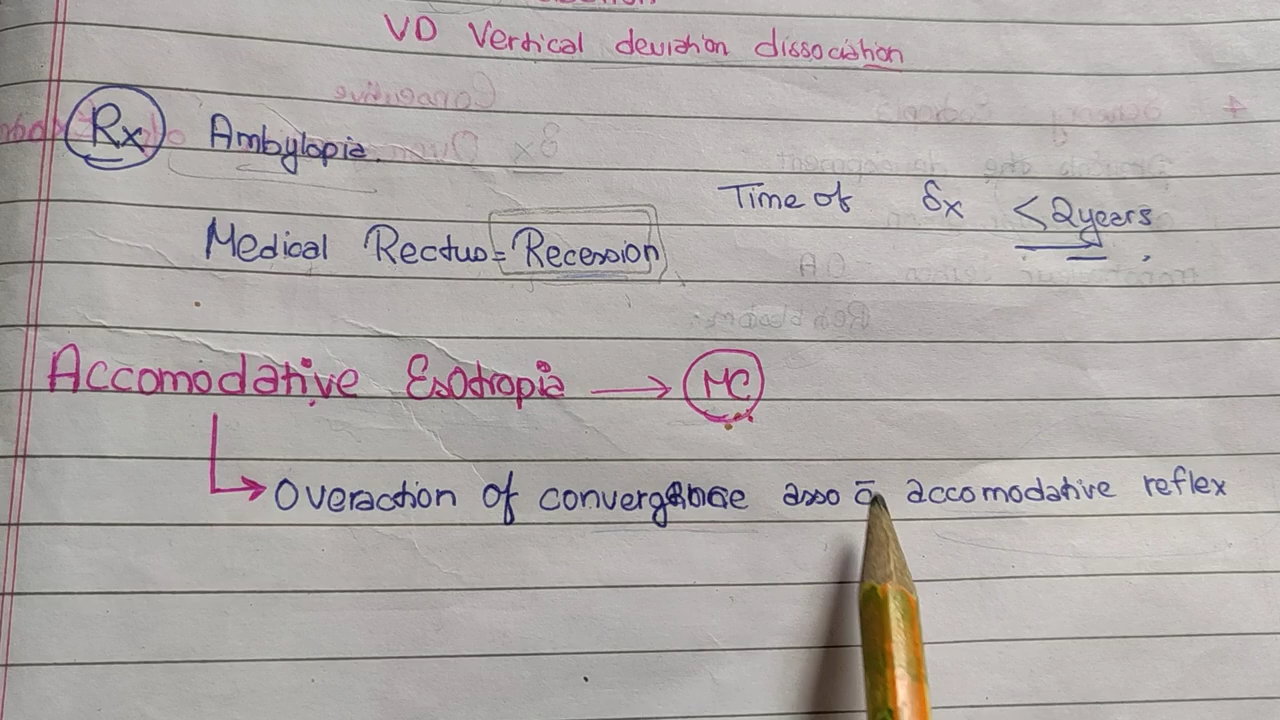 VD Vertical deviation dissociation
Rx Ambylopia
Time of Sx <2years
Medical Rectus = Recession
Accomodative Esotropia → MC
Overaction of convergence asso c̄ accomodative reflex